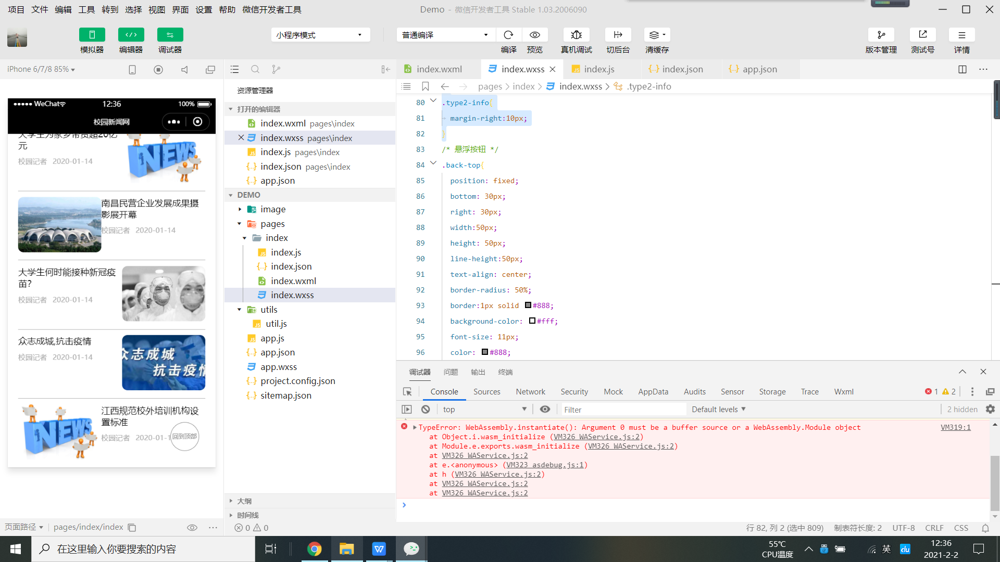 项目 文件 编辑 工具 转到 选择 视图 界面 设置 帮助 微信开发者工具
Demo - 微信开发者工具 Stable 1.03.2006090
模拟器 编辑器 调试器
小程序模式
普通编译
编译 预览 真机调试 切后台 清缓存
版本管理 测试号 详情
iPhone 6/7/8 85%
WeChat 12:36 100%
校园新闻网
大学生为家乡带货超20亿
元
校园记者 2020-01-14
NEWS
南昌民营企业发展成果摄
影展开幕
校园记者 2020-01-14
大学生何时能接种新冠疫
苗?
校园记者 2020-01-14
众志成城,抗击疫情
校园记者 2020-01-14
众志成城
抗击疫情
江西规范校外培训机构设
置标准
校园记者 2020-01-1
NEWS
回到顶部
页面路径 pages/index/index
资源管理器
打开的编辑器
index.wxml pages\index
index.wxss pages\index
index.js pages\index
index.json pages\index
app.json
DEMO
image
pages
index
index.js
index.json
index.wxml
index.wxss
utils
util.js
app.js
app.json
app.wxss
project.config.json
sitemap.json
大纲
时间线
0 0
index.wxml index.wxss index.js index.json app.json
pages index index.wxss .type2-info
80 .type2-info{
81 margin-right:10px;
82 }
83 /* 悬浮按钮 */
84 .back-top{
85 position: fixed;
86 bottom: 30px;
87 right: 30px;
88 width:50px;
89 height: 50px;
90 line-height:50px;
91 text-align: center;
92 border-radius: 50%;
93 border:1px solid #888;
94 background-color: #fff;
95 font-size: 11px;
96 color: #888;
调试器 问题 输出 终端
Console Sources Network Security Mock AppData Audits Sensor Storage Trace Wxml 1 2
top Filter Default levels 2 hidden
TypeError: WebAssembly.instantiate(): Argument 0 must be a buffer source or a WebAssembly.Module object VM319:1
at Object.i.wasm_initialize (VM326 WAService.js:2)
at Module.e.exports.wasm_initialize (VM326 WAService.js:2)
at VM326 WAService.js:2
at e.<anonymous> (VM323 asdebug.js:1)
at h (VM326 WAService.js:2)
at VM326 WAService.js:2
at VM326 WAService.js:2
行 82, 列 2 (选中 809) 制表符长度: 2 UTF-8 CRLF CSS
在这里输入你要搜索的内容
55℃
CPU温度
英
du
12:36
2021-2-2